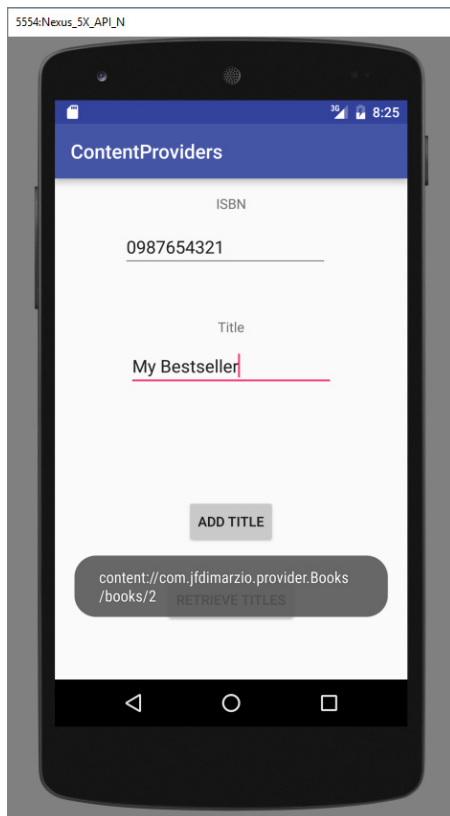 5554:Nexus_5X_API_N
3G 8:25
ContentProviders
ISBN
0987654321
Title
My Bestseller
ADD TITLE
content://com.jfdimarzio.provider.Books
/books/2
RETRIEVE TITLES